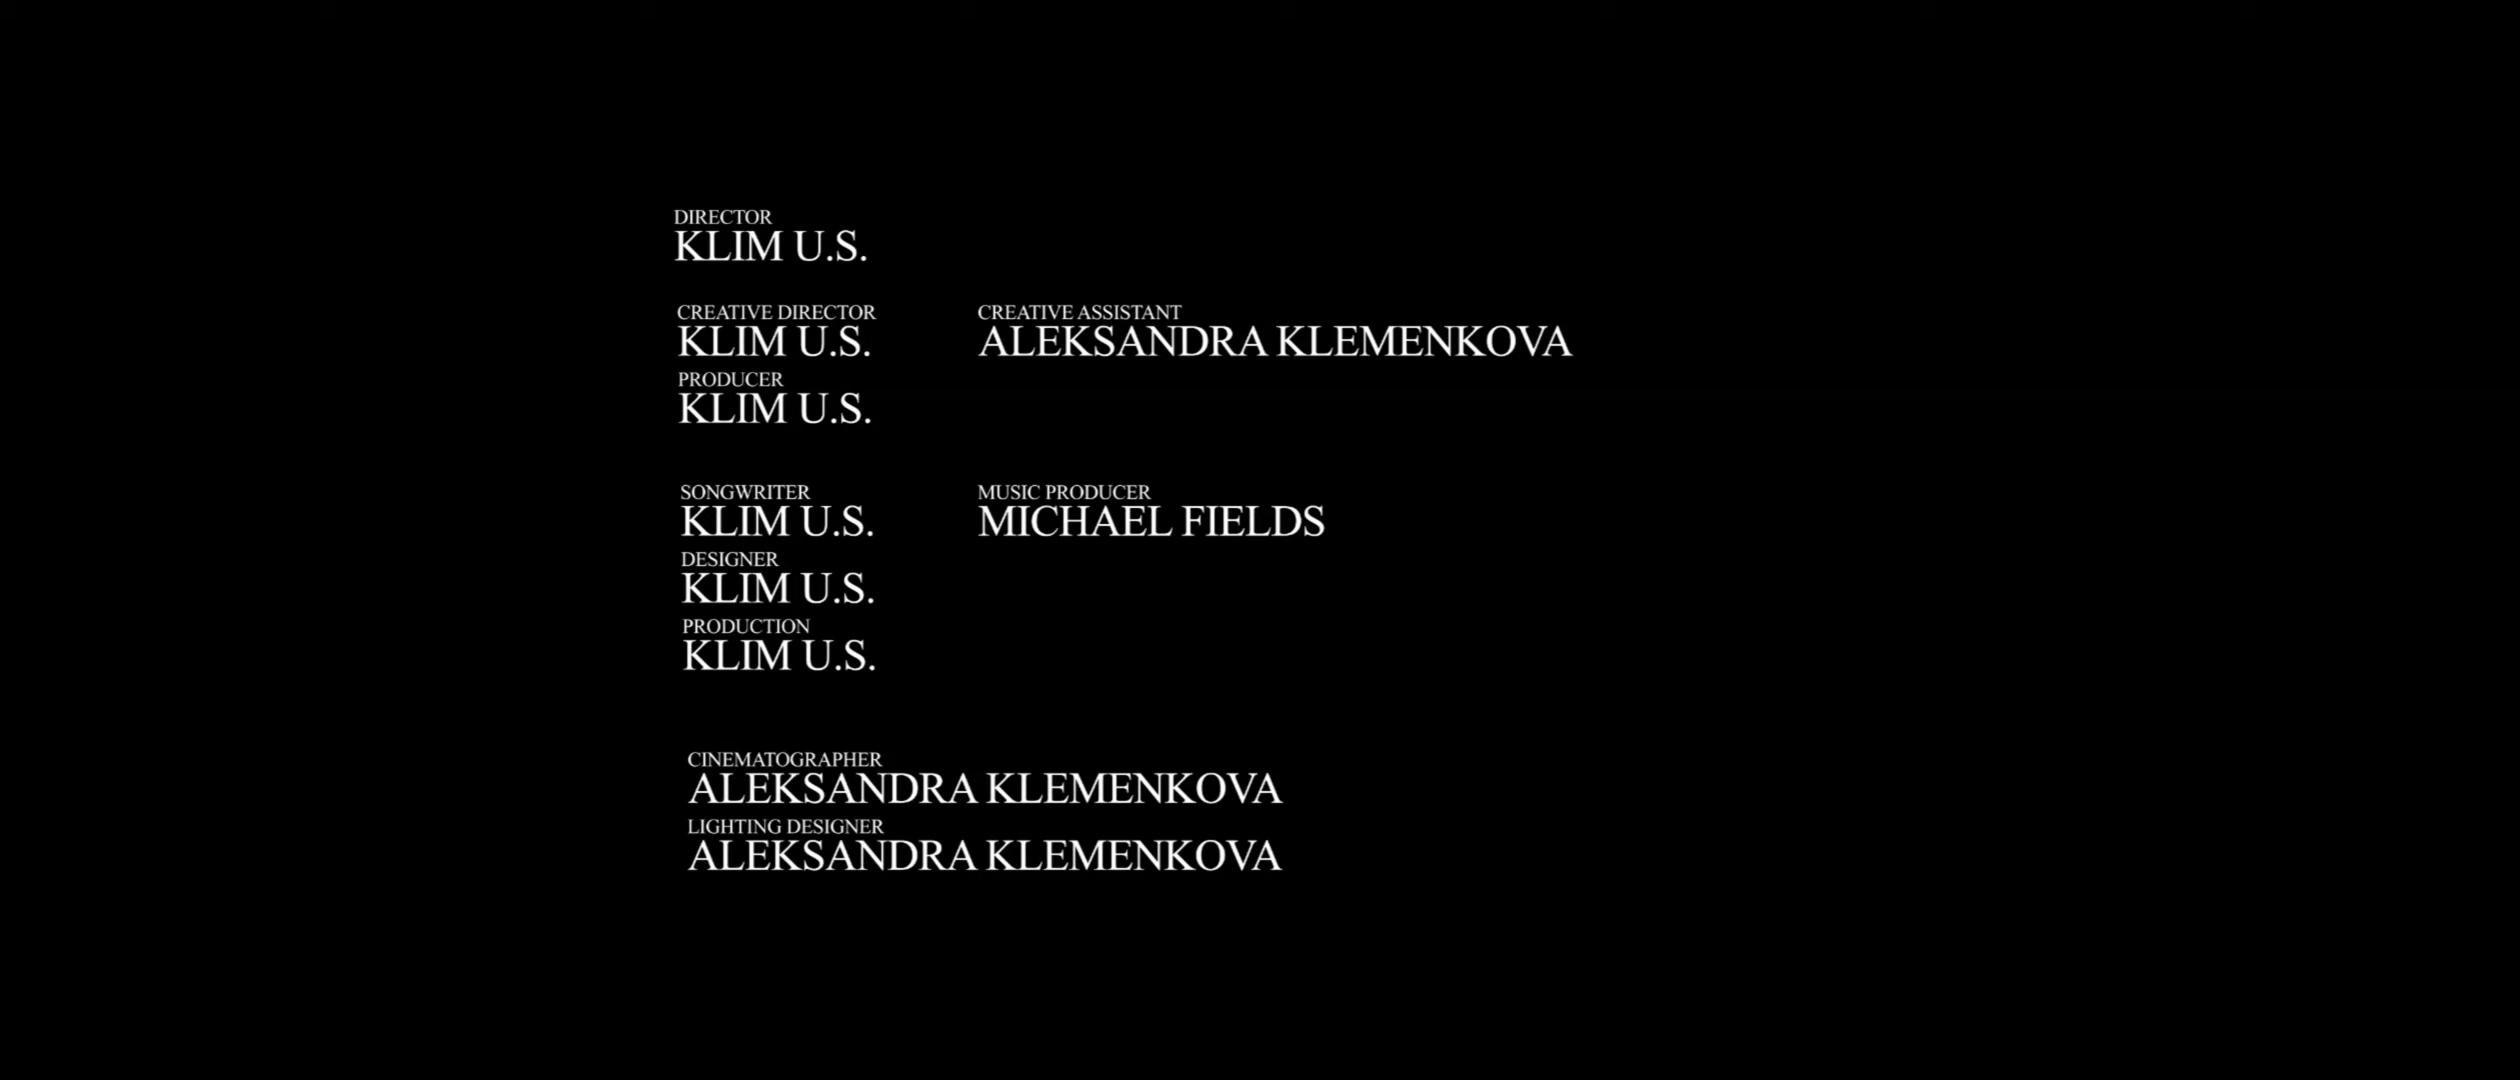 DIRECTOR
KLIM U.S.
CREATIVE DIRECTOR
KLIM U.S.
CREATIVE ASSISTANT
ALEKSANDRA KLEMENKOVA
PRODUCER
KLIM U.S.
SONGWRITER
KLIM U.S.
MUSIC PRODUCER
MICHAEL FIELDS
DESIGNER
KLIM U.S.
PRODUCTION
KLIM U.S.
CINEMATOGRAPHER
ALEKSANDRA KLEMENKOVA
LIGHTING DESIGNER
ALEKSANDRA KLEMENKOVA